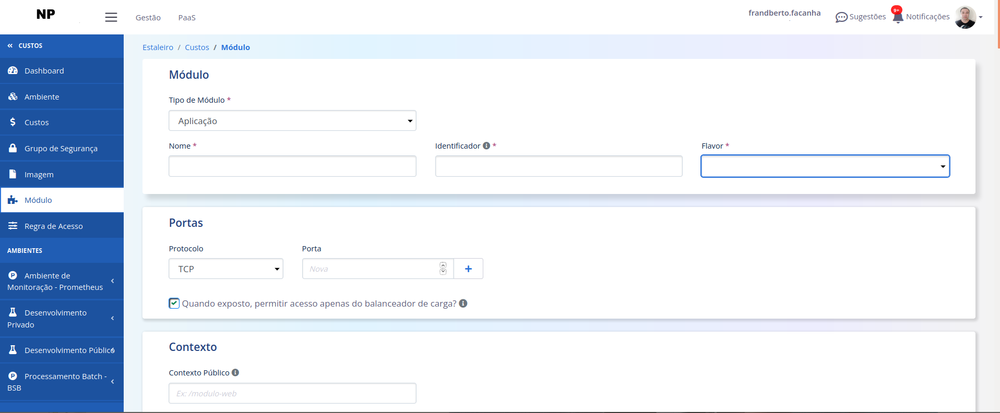 NP
Gestão
PaaS
frandberto.facanha
Sugestões
9+
Notificações
« CUSTOS
Dashboard
Ambiente
Custos
Grupo de Segurança
Imagem
Módulo
Regra de Acesso
AMBIENTES
Ambiente de
Monitoração - Prometheus
Desenvolvimento
Privado
Desenvolvimento Público
Processamento Batch -
BSB
Estaleiro / Custos / Módulo
Módulo
Tipo de Módulo *
Aplicação
Nome *
Identificador *
Flavor *
Portas
Protocolo
Porta
TCP
Nova
+
Quando exposto, permitir acesso apenas do balanceador de carga?
Contexto
Contexto Público
Ex: /modulo-web